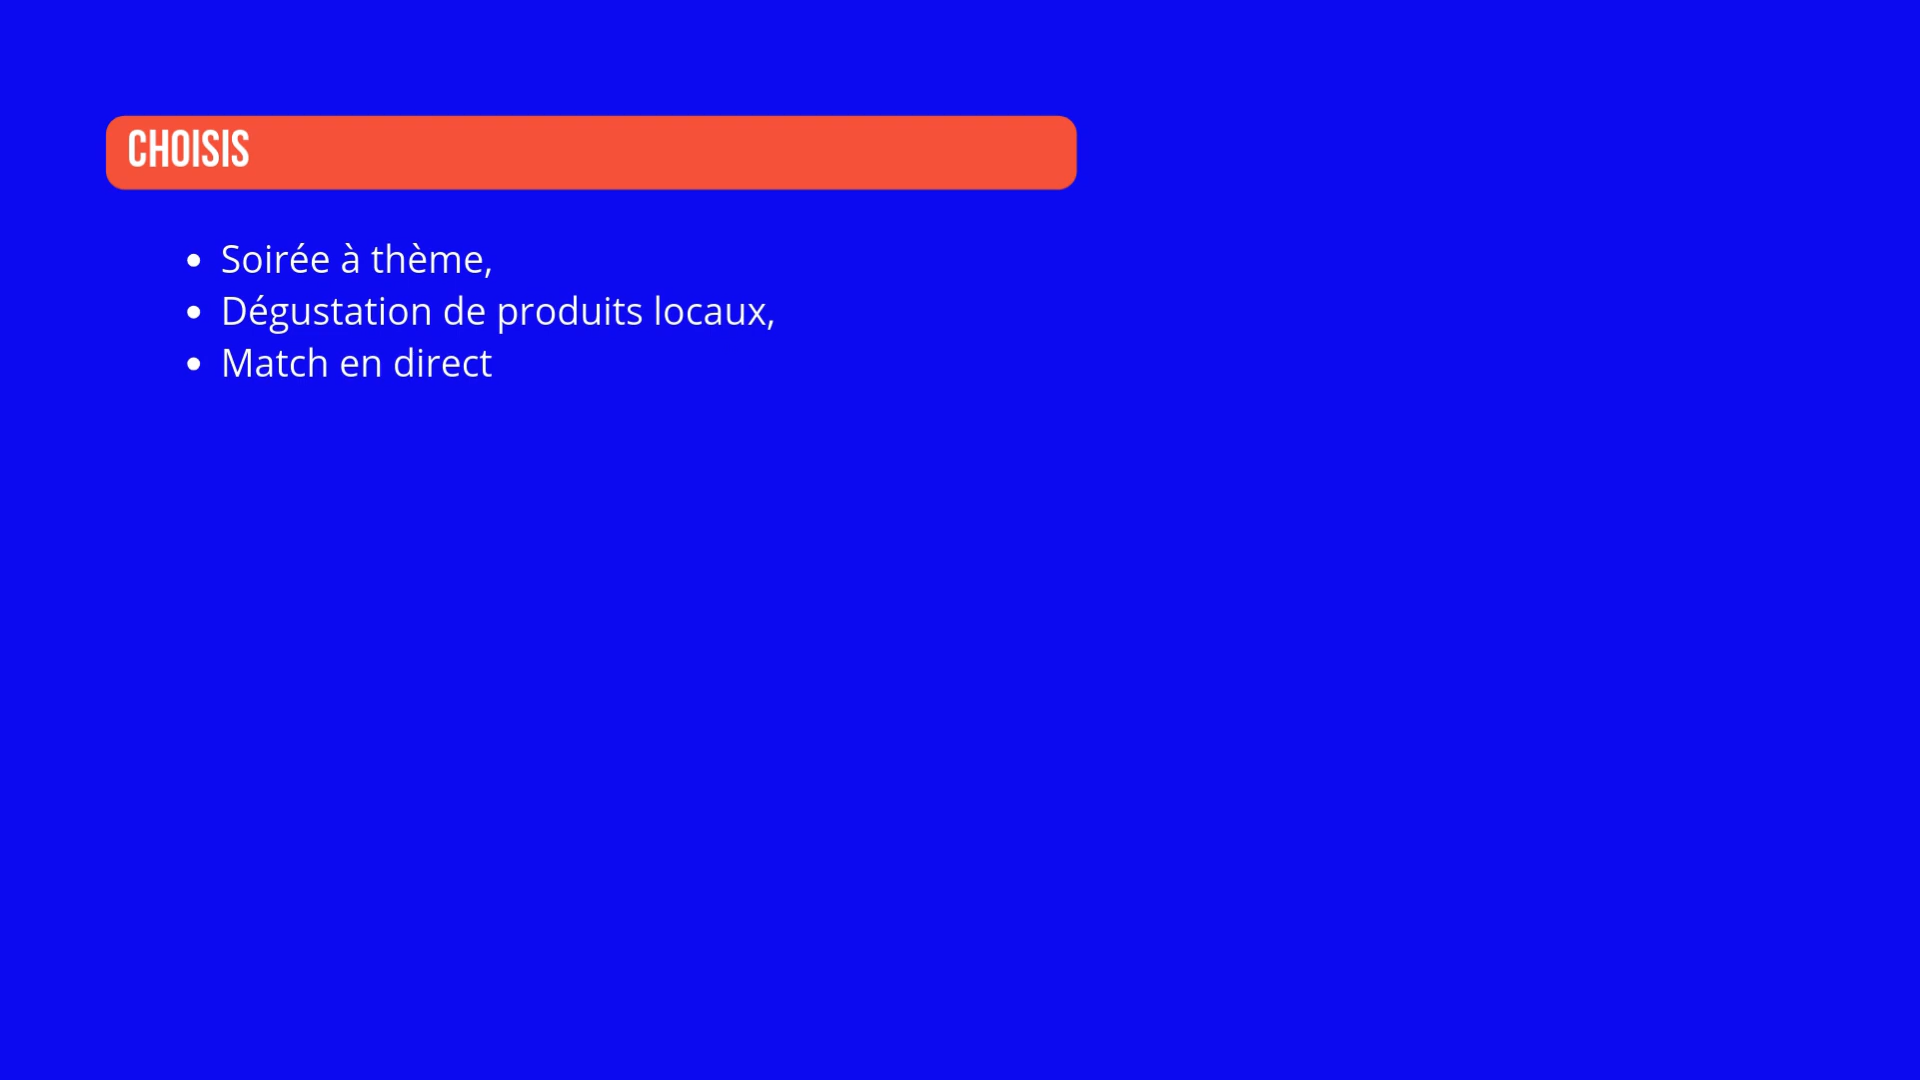 CHOISIS
• Soirée à thème,
• Dégustation de produits locaux,
• Match en direct